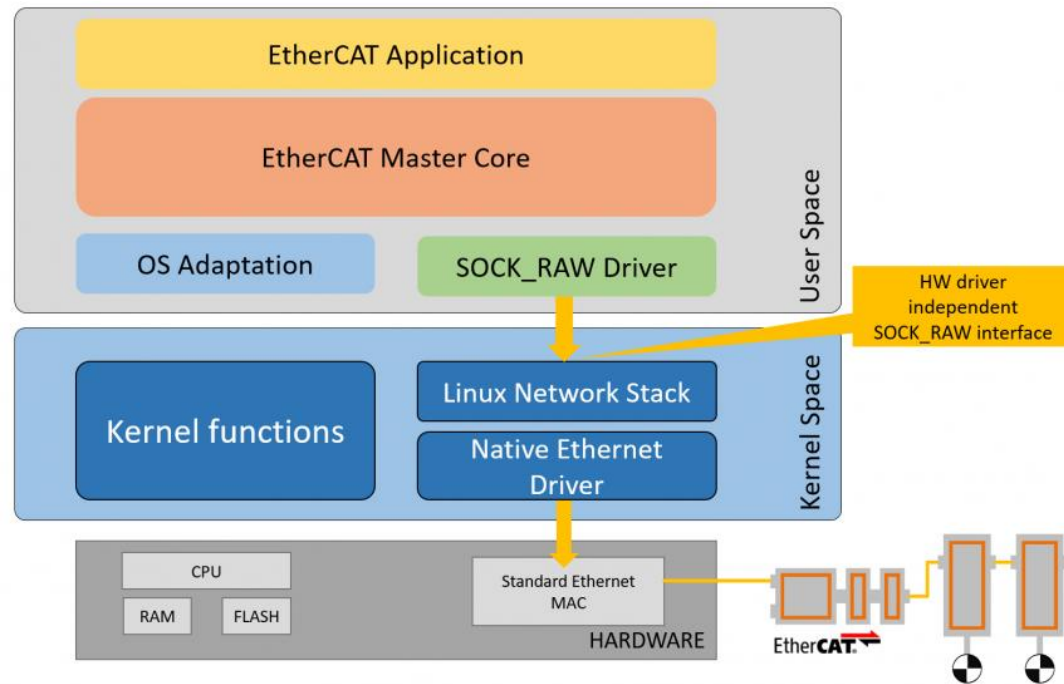 EtherCAT Application
EtherCAT Master Core
OS Adaptation
SOCK_RAW Driver
User Space
HW driver
independent
SOCK_RAW interface
Kernel functions
Linux Network Stack
Native Ethernet
Driver
Kernel Space
CPU
RAM
FLASH
Standard Ethernet
MAC
HARDWARE
EtherCAT®